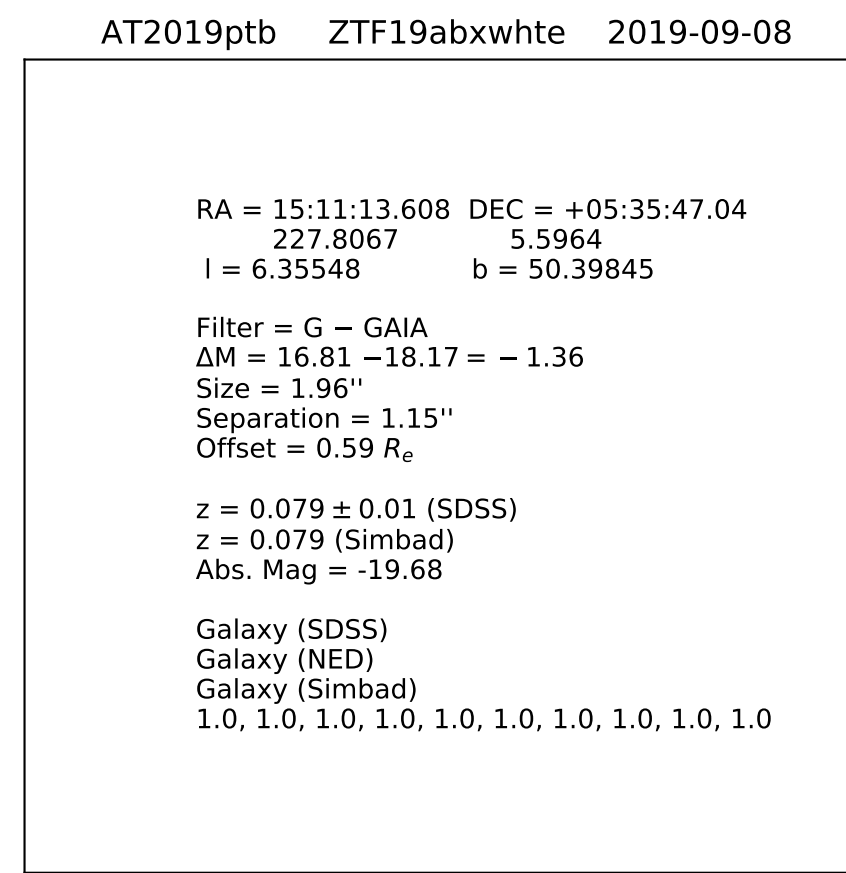 AT2019ptb ZTF19abxwhte 2019-09-08
RA = 15:11:13.608 DEC = +05:35:47.04
227.8067 5.5964
l = 6.35548 b = 50.39845
Filter = G − GAIA
ΔM = 16.81 −18.17 = − 1.36
Size = 1.96''
Separation = 1.15''
Offset = 0.59 Re
z = 0.079 ± 0.01 (SDSS)
z = 0.079 (Simbad)
Abs. Mag = -19.68
Galaxy (SDSS)
Galaxy (NED)
Galaxy (Simbad)
1.0, 1.0, 1.0, 1.0, 1.0, 1.0, 1.0, 1.0, 1.0, 1.0